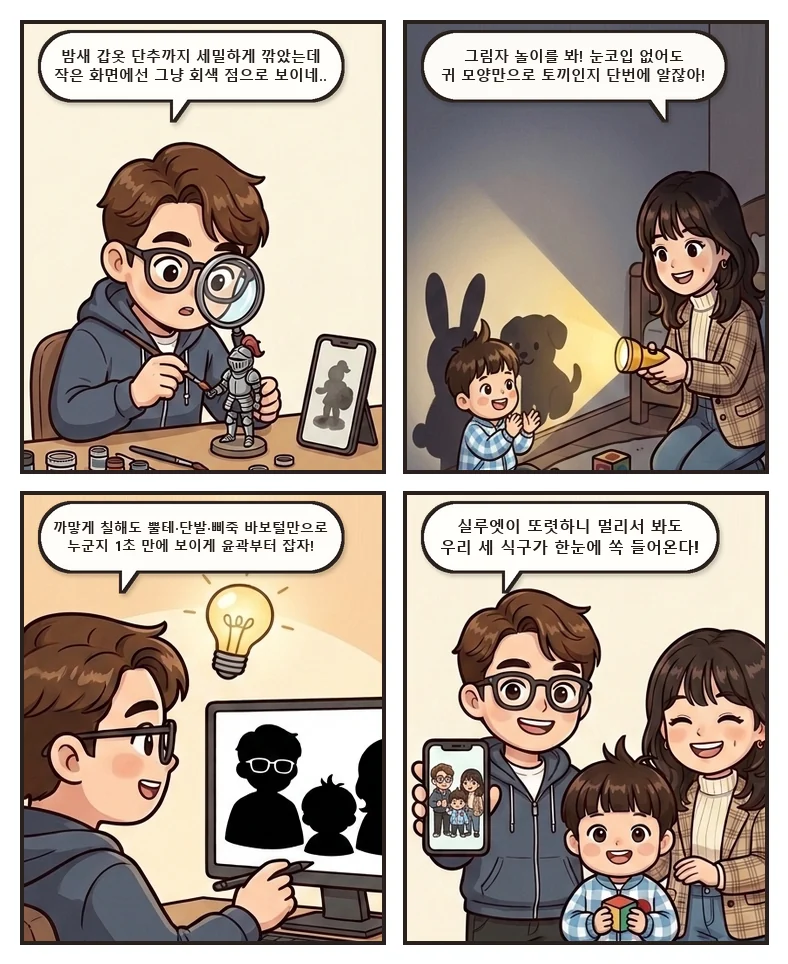 밤새 갑옷 단추까지 세밀하게 깎았는데
작은 화면에선 그냥 회색 점으로 보이네..
그림자 놀이를 봐! 눈코입 없어도
귀 모양만으로 토끼인지 단번에 알잖아!
까맣게 칠해도 뿔테·단발·삐죽 바보털만으로
누군지 1초 만에 보이게 윤곽부터 잡자!
실루엣이 또렷하니 멀리서 봐도
우리 세 식구가 한눈에 쏙 들어온다!